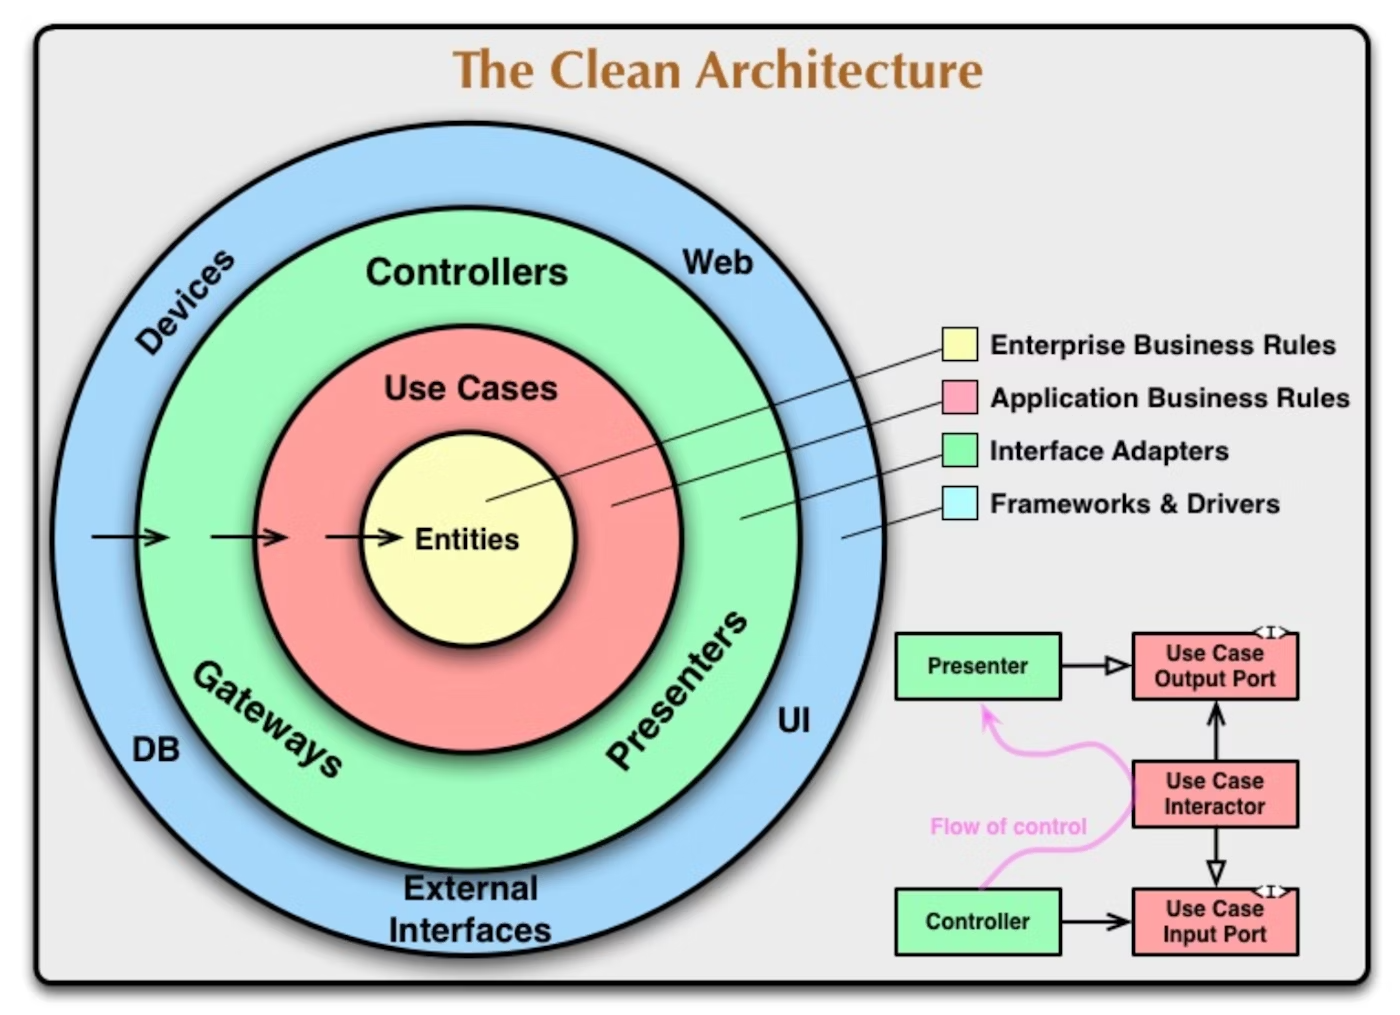 The Clean Architecture
Devices
Web
Controllers
Use Cases
Entities
Gateways
Presenters
DB
UI
External
Interfaces
Enterprise Business Rules
Application Business Rules
Interface Adapters
Frameworks & Drivers
Presenter
<I>
Use Case
Output Port
Use Case
Interactor
Flow of control
Controller
<I>
Use Case
Input Port